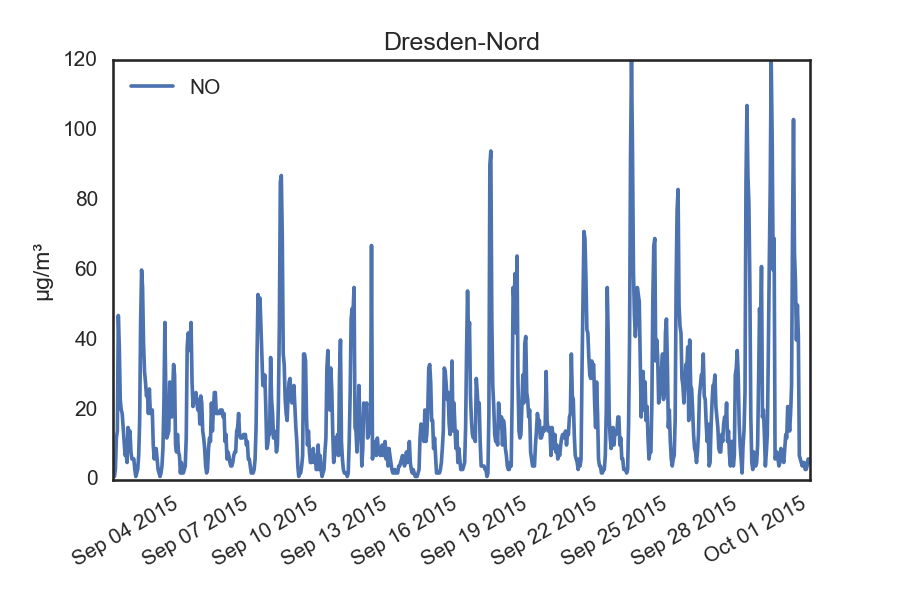 Dresden-Nord
120
100
80
60
40
20
0
µg/m³
NO
Sep 04 2015
Sep 07 2015
Sep 10 2015
Sep 13 2015
Sep 16 2015
Sep 19 2015
Sep 22 2015
Sep 25 2015
Sep 28 2015
Oct 01 2015